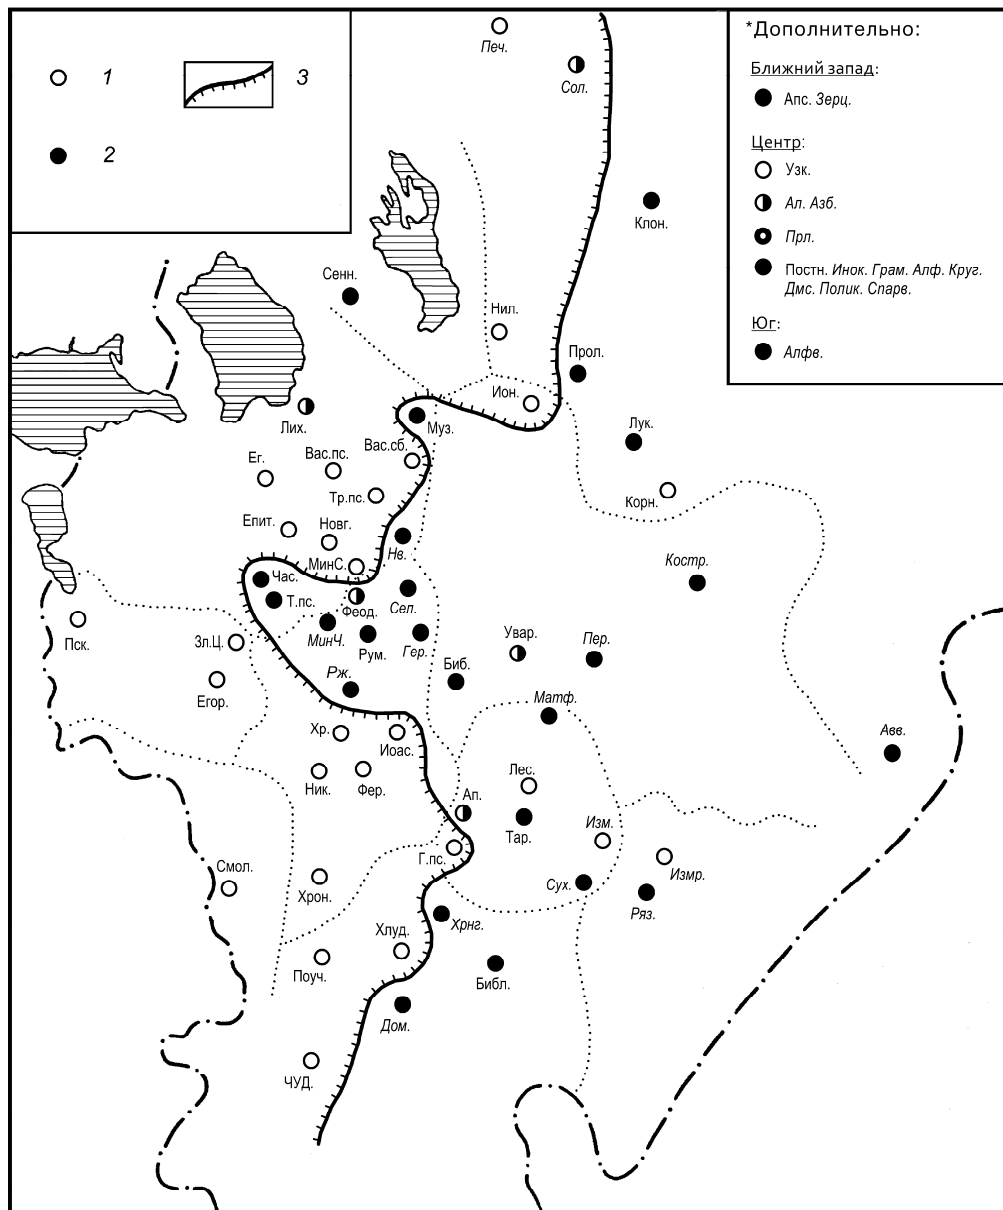 1
3
2
*Дополнительно:
Ближний запад:
Апс. Зерц.
Центр:
Узк.
Ал. Азб.
Прл.
Постн. Инок. Грам. Алф. Круг.
Дмс. Полик. Спарв.
Юг:
Алфв.
Печ.
Сол.
Клон.
Сенн.
Нил.
Прол.
Ион.
Лих.
Муз.
Лук.
Вас.сб.
Ег.
Вас.пс.
Тр.пс.
Корн.
Епит.
Новг.
Нв.
МинС.
Костр.
Час.
Т.пс.
Феод.
Сел.
Пск.
Зл.Ц.
МинЧ.
Рум.
Гер.
Увар.
Пер.
Егор.
Рж.
Биб.
Матф.
Хр.
Иоас.
Авв.
Ник.
Фер.
Лес.
Ап.
Тар.
Изм.
Г.пс.
Измр.
Смол.
Хрон.
Сух.
Ряз.
Хрнг.
Хлуд.
Поуч.
Библ.
Дом.
ЧУД.